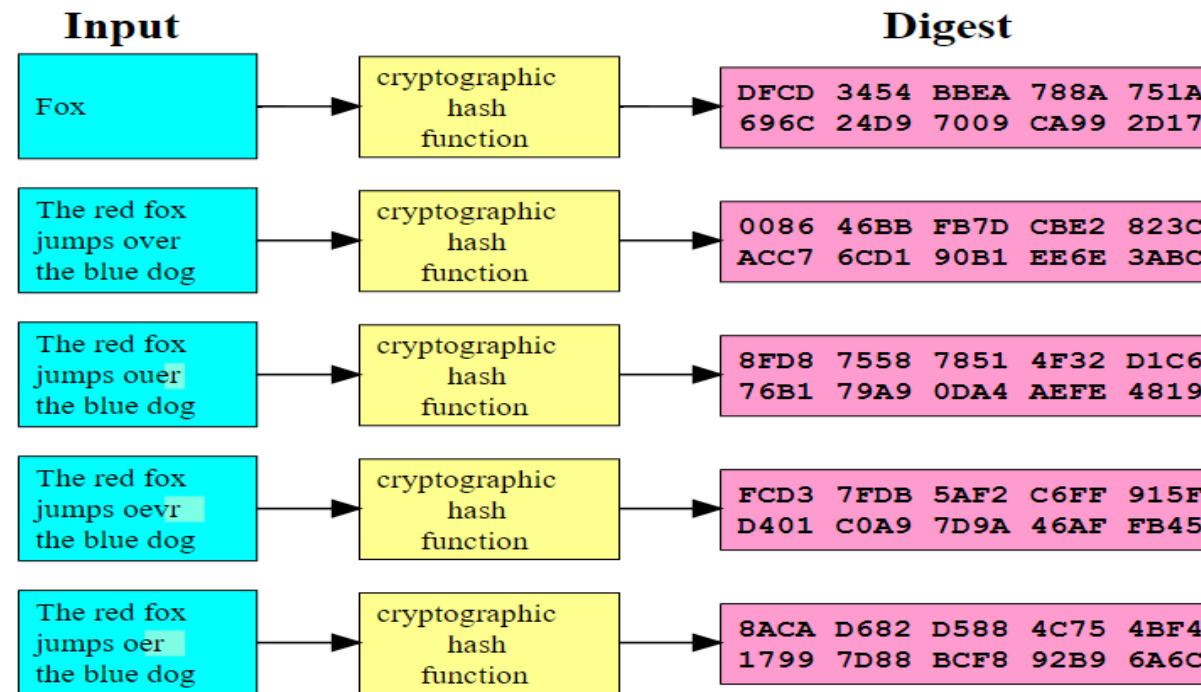 Input
Digest
Fox
cryptographic
hash
function
DFCD 3454 BBEA 788A 751A
696C 24D9 7009 CA99 2D17
The red fox
jumps over
the blue dog
cryptographic
hash
function
0086 46BB FB7D CBE2 823C
ACC7 6CD1 90B1 EE6E 3ABC
The red fox
jumps ouer
the blue dog
cryptographic
hash
function
8FD8 7558 7851 4F32 D1C6
76B1 79A9 0DA4 AEFE 4819
The red fox
jumps oevr
the blue dog
cryptographic
hash
function
FCD3 7FDB 5AF2 C6FF 915F
D401 C0A9 7D9A 46AF FB45
The red fox
jumps oer
the blue dog
cryptographic
hash
function
8ACA D682 D588 4C75 4BF4
1799 7D88 BCF8 92B9 6A6C